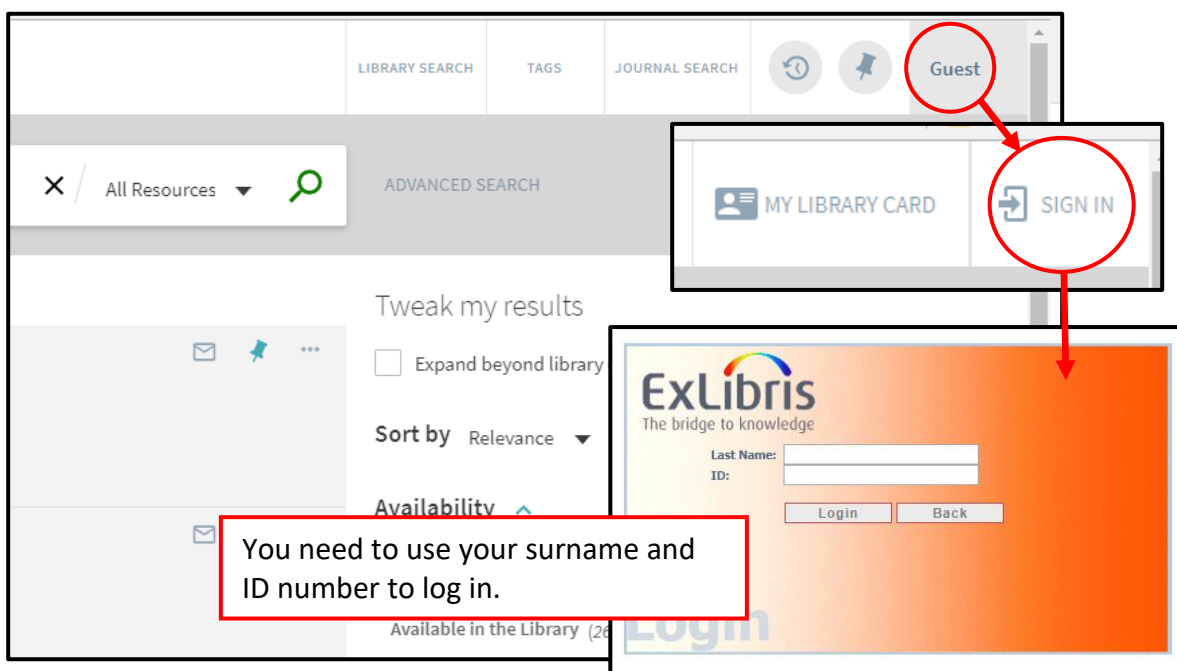 LIBRARY SEARCH TAGS JOURNAL SEARCH Guest
All Resources ADVANCED SEARCH
MY LIBRARY CARD SIGN IN
Tweak my results
Expand beyond library
Sort by Relevance
Availability
ExLibris
The bridge to knowledge
Last Name:
ID:
Login Back
You need to use your surname and
ID number to log in.
Available in the Library (26
Login